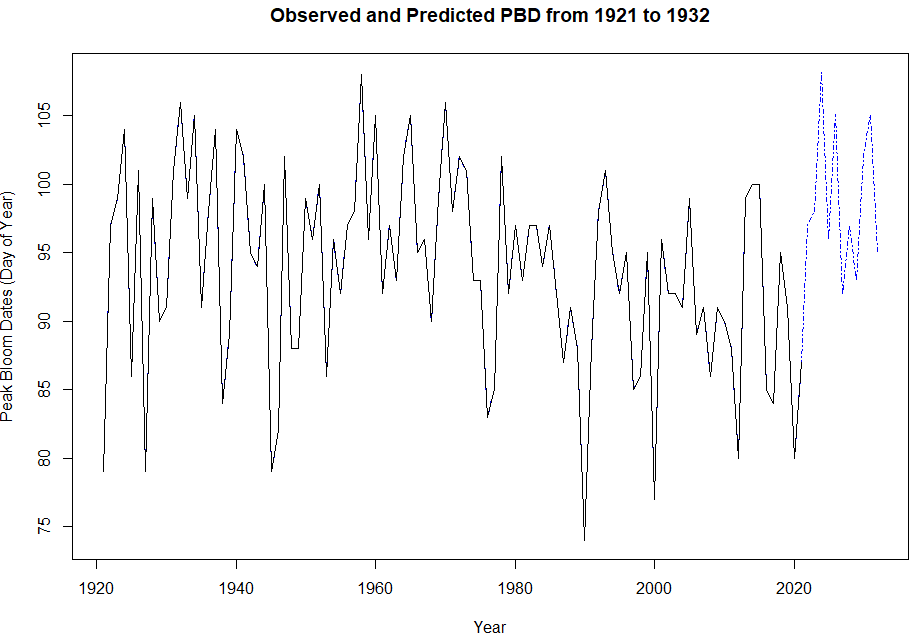 Observed and Predicted PBD from 1921 to 1932
Peak Bloom Dates (Day of Year)
105
100
95
90
85
80
75
1920 1940 1960 1980 2000 2020
Year